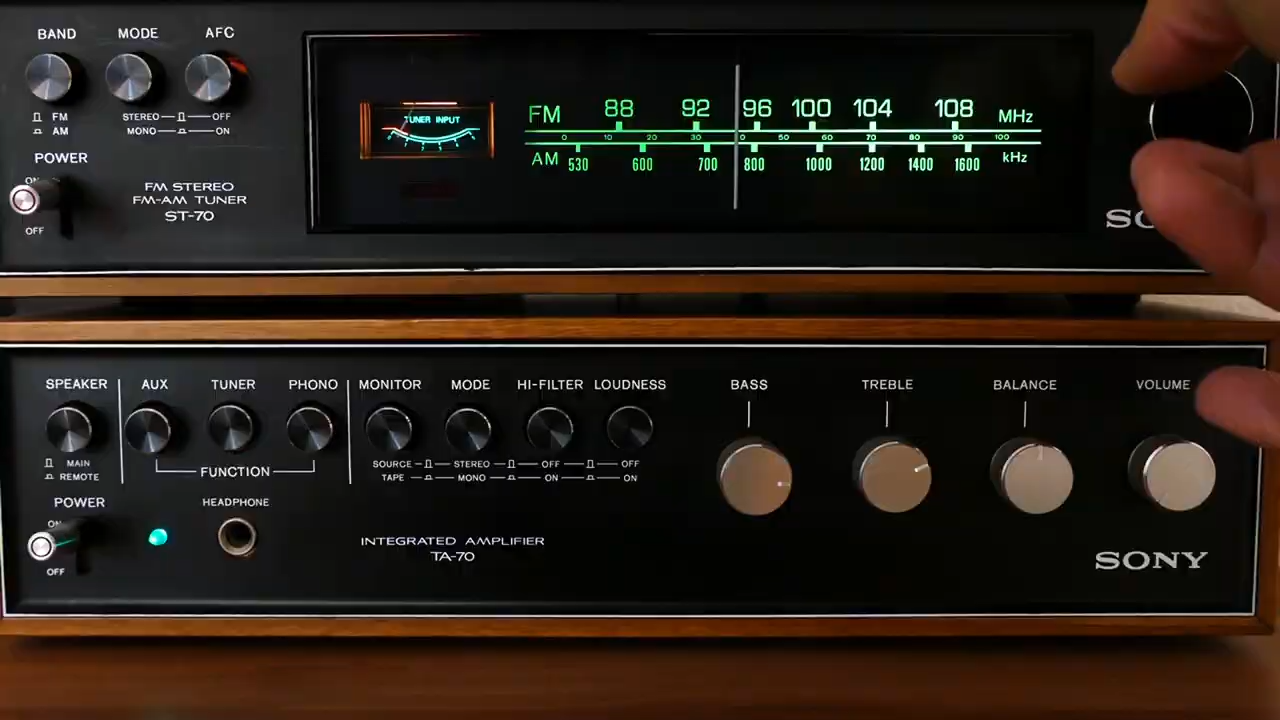 BAND MODE AFC
FM STEREO OFF
AM MONO ON
POWER
ON
OFF
FM STEREO
FM-AM TUNER
ST-70
TUNER INPUT
FM 88 92 96 100 104 108 MHz
0 10 20 30 50 60 70 80 90 100
AM 530 600 700 800 1000 1200 1400 1600 kHz
SO
SPEAKER AUX TUNER PHONO MONITOR MODE HI-FILTER LOUDNESS BASS TREBLE BALANCE VOLUME
MAIN SOURCE STEREO OFF OFF
REMOTE FUNCTION TAPE MONO ON ON
POWER HEADPHONE
ON
OFF
INTEGRATED AMPLIFIER
TA-70
SONY